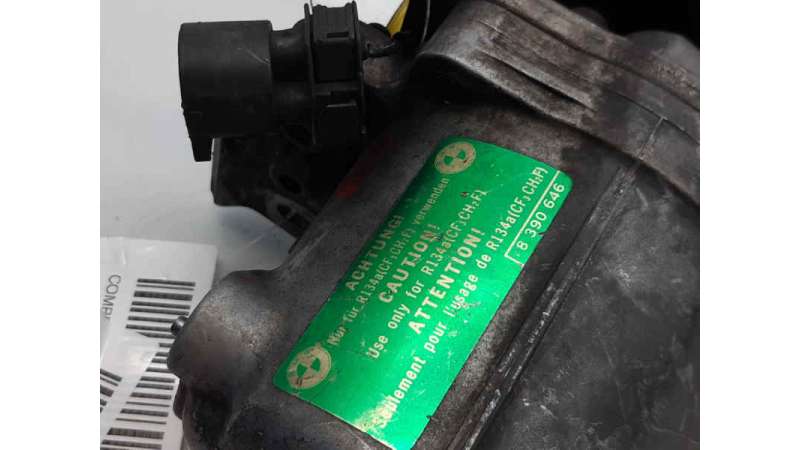 ACHTUNG!
Nur für R134a(CF₃CH₂F) verwenden
CAUTION!
Use only for R134a(CF₃CH₂F).
ATTENTION!
Seulement pour l'usage de R134a(CF₃CH₂F)
8 390 646
COMP